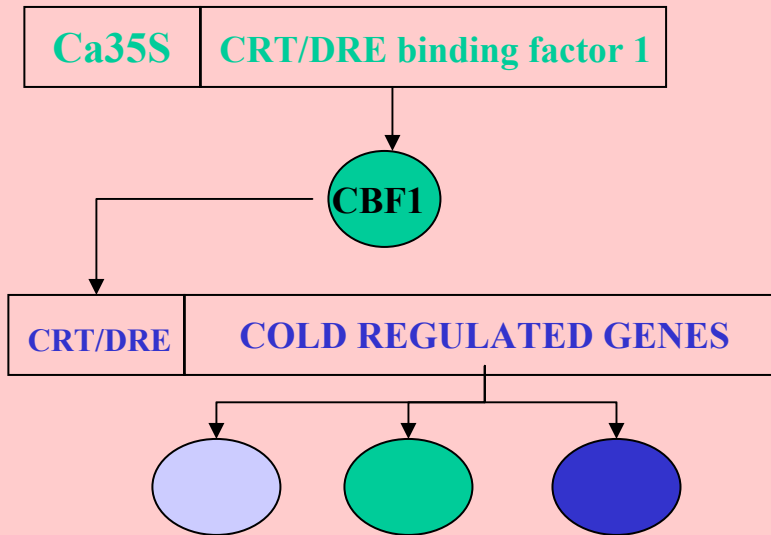 Ca35S CRT/DRE binding factor 1
CBF1
CRT/DRE COLD REGULATED GENES